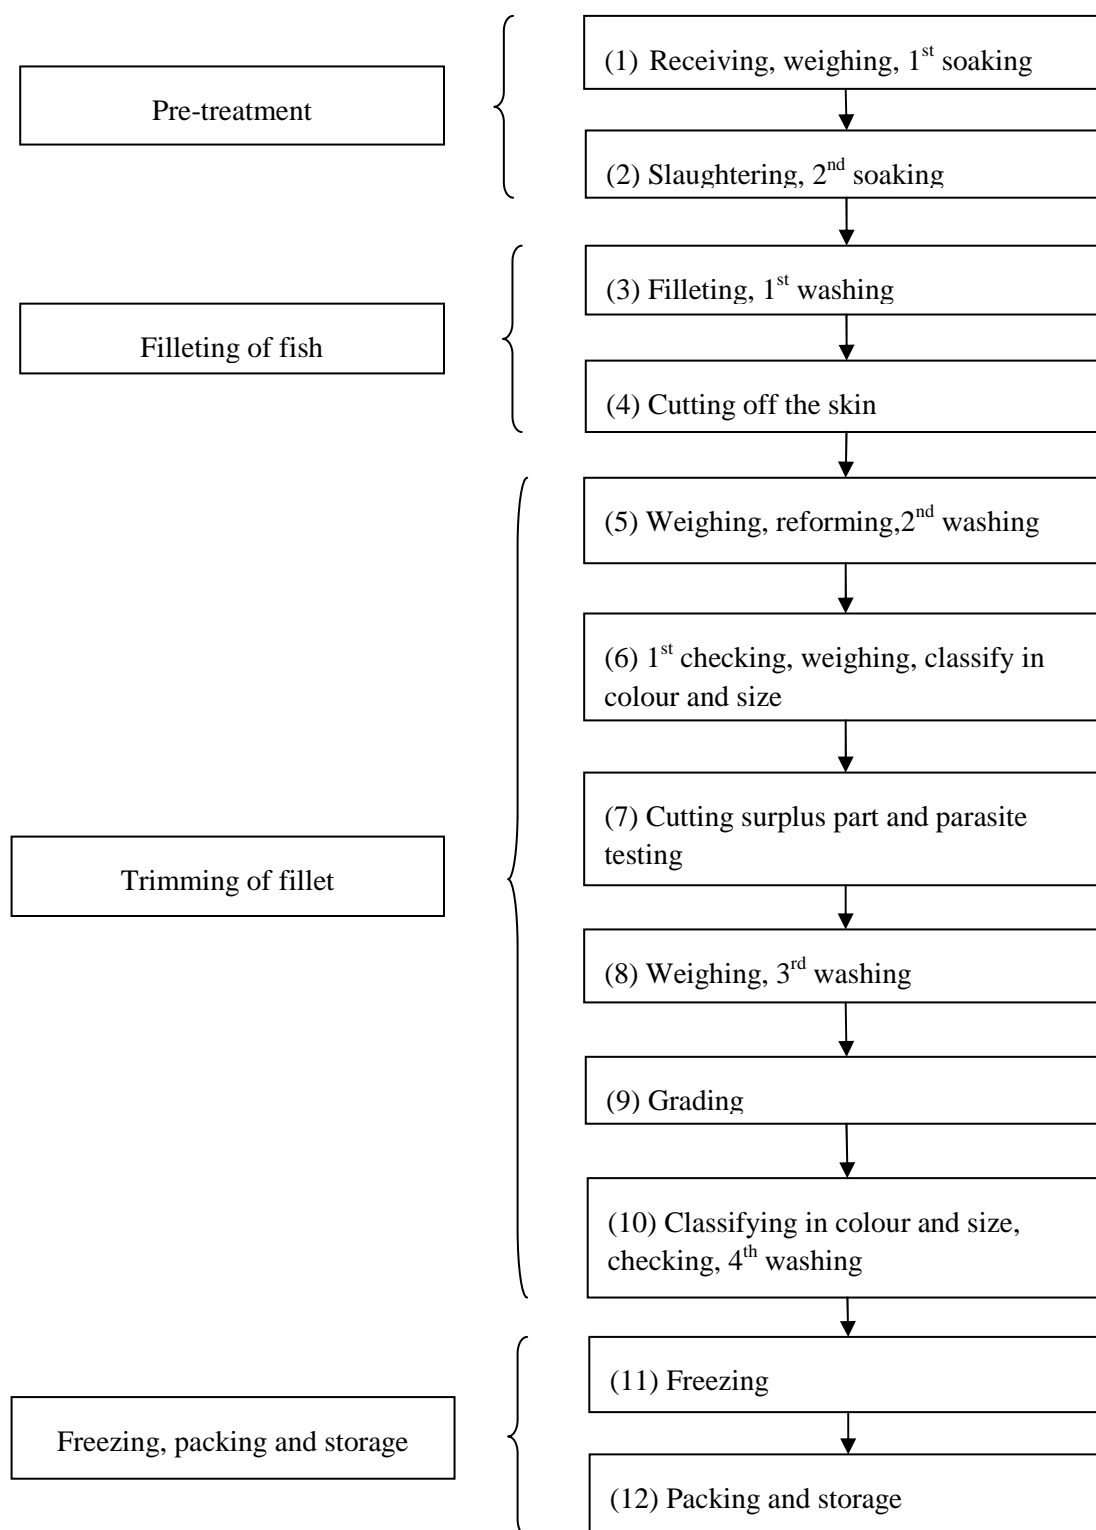 Pre-treatment
(1) Receiving, weighing, 1st soaking
(2) Slaughtering, 2nd soaking
Filleting of fish
(3) Filleting, 1st washing
(4) Cutting off the skin
Trimming of fillet
(5) Weighing, reforming,2nd washing
(6) 1st checking, weighing, classify in
colour and size
(7) Cutting surplus part and parasite
testing
(8) Weighing, 3rd washing
(9) Grading
(10) Classifying in colour and size,
checking, 4th washing
Freezing, packing and storage
(11) Freezing
(12) Packing and storage